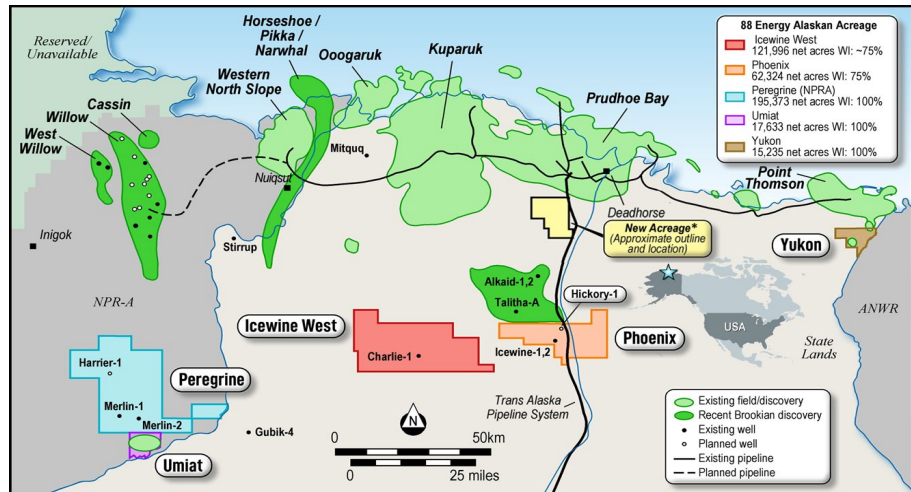 Reserved/
Unavailable
Horseshoe /
Pikka /
Narwhal
Ooogaruk
Kuparuk
Western
North Slope
Cassin
Willow
West
Willow
Mitquq
Nuiqsut
Prudhoe Bay
Point
Thomson
Deadhorse
New Acreage*
(Approximate outline
and location)
Yukon
Inigok
Stirrup
NPR-A
Alkaid-1,2
Talitha-A
Hickory-1
Icewine West
Charlie-1
Icewine-1,2
Phoenix
USA
ANWR
State
Lands
Harrier-1
Peregrine
Merlin-1
Merlin-2
Umiat
Gubik-4
Trans Alaska
Pipeline System
N
0 50km
0 25 miles
88 Energy Alaskan Acreage
Icewine West
121,996 net acres WI: ~75%
Phoenix
62,324 net acres WI: 75%
Peregrine (NPRA)
195,373 net acres WI: 100%
Umiat
17,633 net acres WI: 100%
Yukon
15,235 net acres WI: 100%
Existing field/discovery
Recent Brookian discovery
Existing well
Planned well
Existing pipeline
Planned pipeline